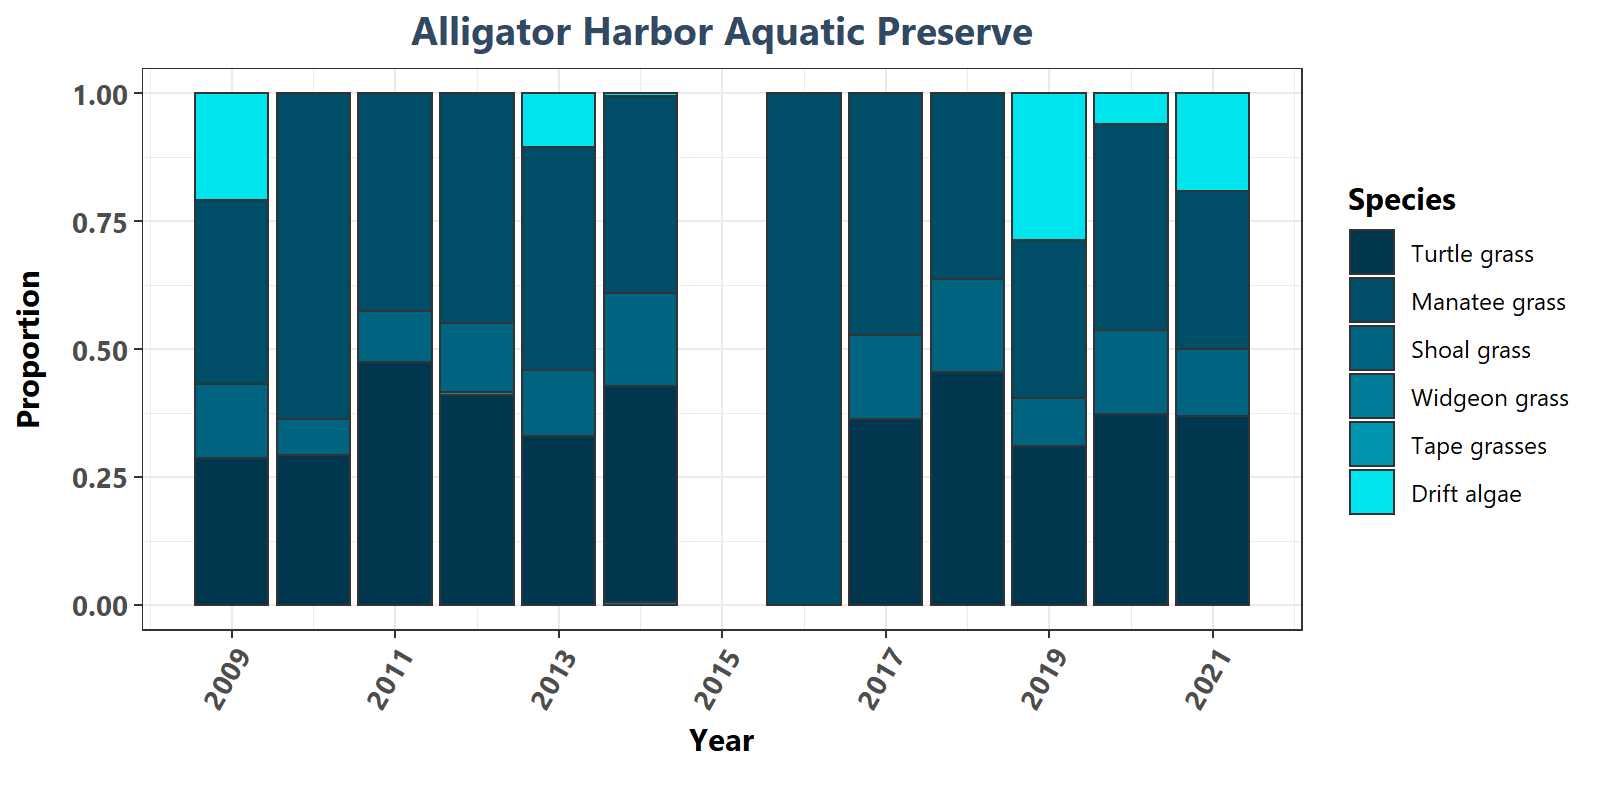 Alligator Harbor Aquatic Preserve
1.00
0.75
0.50
0.25
0.00
Proportion
2009
2011
2013
2015
2017
2019
2021
Year
Species
Turtle grass
Manatee grass
Shoal grass
Widgeon grass
Tape grasses
Drift algae